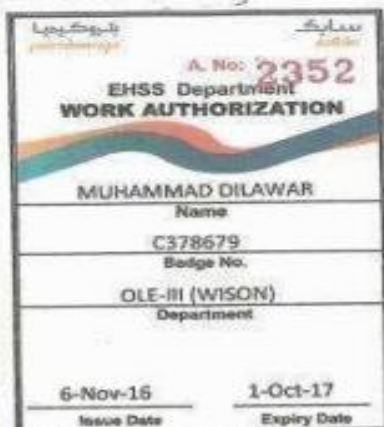 بتروكيميا سابك
A. No: 2352
EHSS Department
WORK AUTHORIZATION
MUHAMMAD DILAWAR
Name
C378679
Badge No.
OLE-III (WISON)
Department
6-Nov-16 1-Oct-17
Issue Date Expiry Date